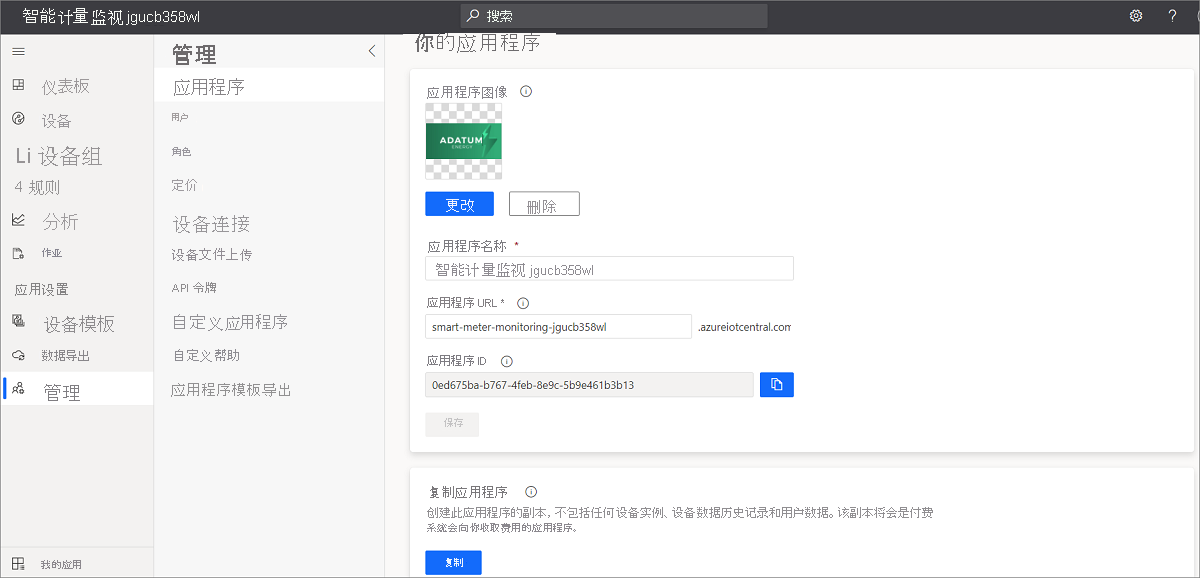 智能计量监视 jgucb358wl
搜索
?
仪表板
设备
Li 设备组
4 规则
分析
作业
应用设置
设备模板
数据导出
管理
我的应用
管理
应用程序
用户
角色
定价
设备连接
设备文件上传
API 令牌
自定义应用程序
自定义帮助
应用程序模板导出
你的应用程序
应用程序图像
ADATUM
ENERGY
更改 删除
应用程序名称 *
智能计量监视 jgucb358wl
应用程序 URL *
smart-meter-monitoring-jgucb358wl .azureiotcentral.com
应用程序 ID
0ed675ba-b767-4feb-8e9c-5b9e461b3b13
保存
复制应用程序
创建此应用程序的副本, 不包括任何设备实例、设备数据历史记录和用户数据。该副本将会是付费
系统会向你收取费用的应用程序。
复制